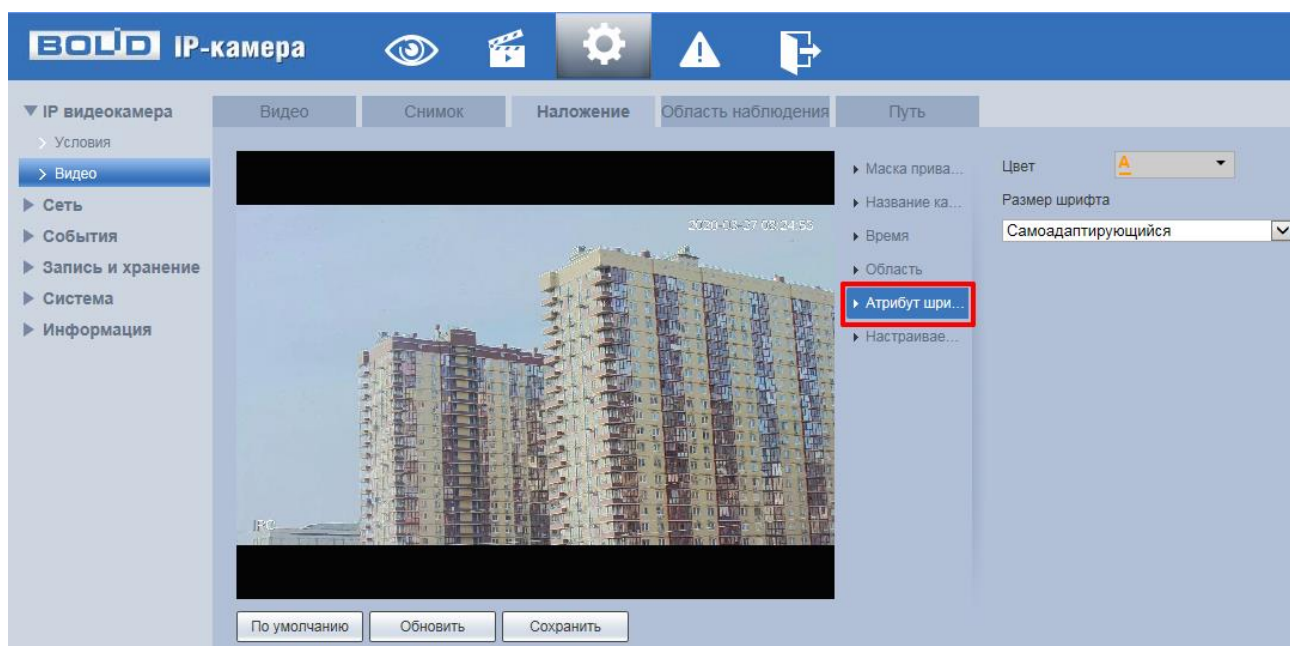 BOLID IP-камера
IP видеокамера
Условия
Видео
Сеть
События
Запись и хранение
Система
Информация
Видео
Снимок
Наложение
Область наблюдения
Путь
IPC
Маска прива...
Название ка...
Время
Область
Атрибут шри...
Настраивае...
Цвет
A
Размер шрифта
Самоадаптирующийся
По умолчанию
Обновить
Сохранить